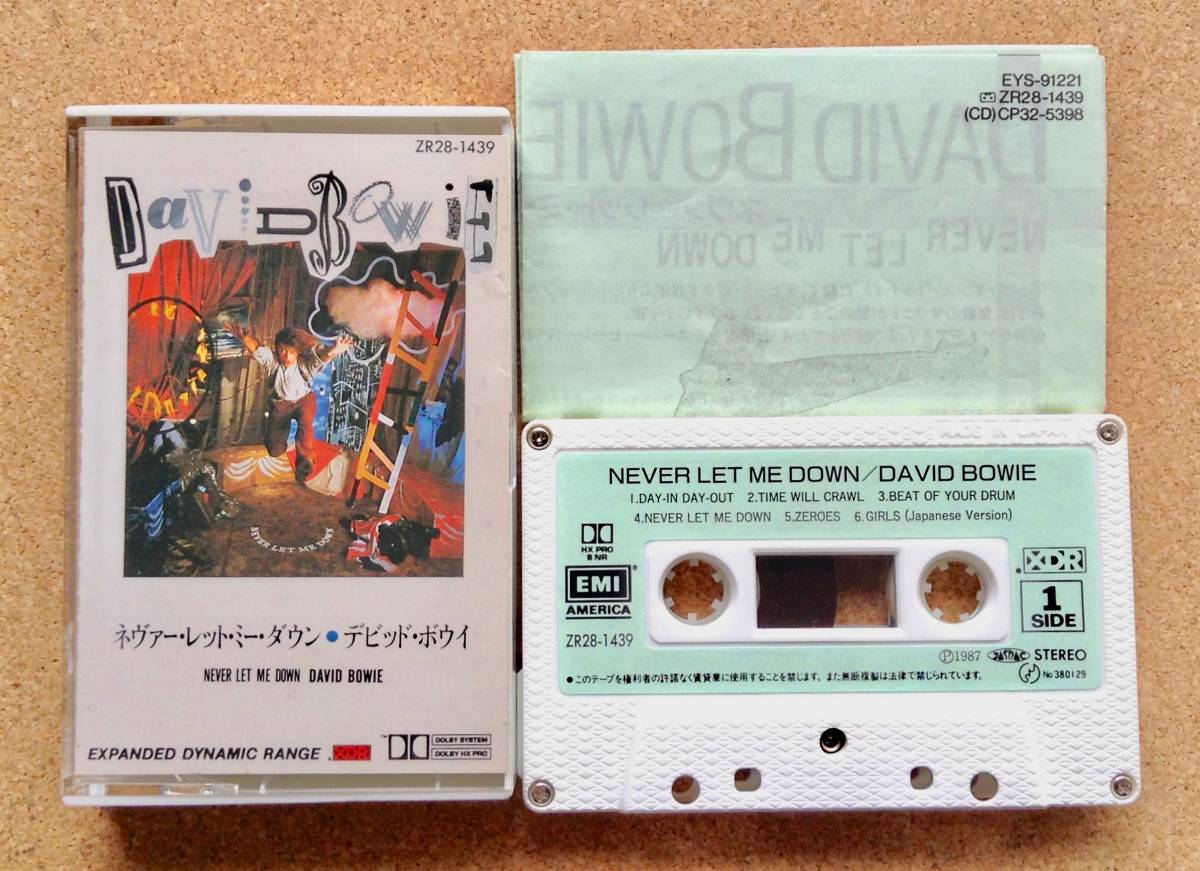 ZR28-1439
DaviD BowiE
NEVER LET ME DOWN
ネヴァー・レット・ミー・ダウン●デビッド・ボウイ
NEVER LET ME DOWN DAVID BOWIE
EXPANDED DYNAMIC RANGE XDR
DOLBY SYSTEM
DOLBY HX PRO
EYS-91221
ZR28-1439
(CD) CP32-5398
DAVID BOWIE
NEVER LET ME DOWN
NEVER LET ME DOWN/DAVID BOWIE
1.DAY-IN DAY-OUT 2.TIME WILL CRAWL 3.BEAT OF YOUR DRUM
4.NEVER LET ME DOWN 5.ZEROES 6.GIRLS (Japanese Version)
HX PRO
B NR
EMI
AMERICA
ZR28-1439
XDR
1
SIDE
Ⓟ1987 JASRAC STEREO
●このテープを権利者の許諾なく賃貸業に使用することを禁じます。また無断複製は法律で禁じられています。
No380129